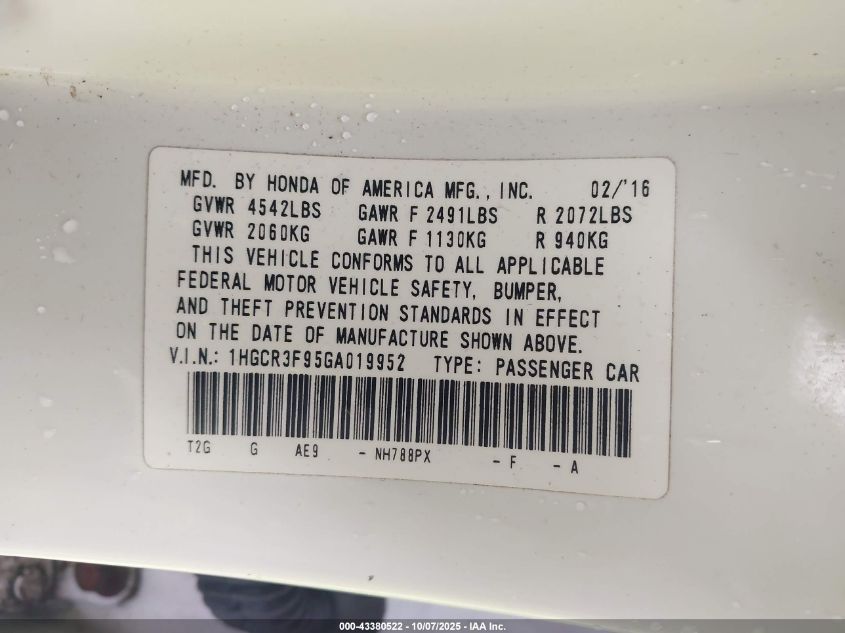 MFD. BY HONDA OF AMERICA MFG., INC. 02/'16
GVWR 4542LBS GAWR F 2491LBS R 2072LBS
GVWR 2060KG GAWR F 1130KG R 940KG
THIS VEHICLE CONFORMS TO ALL APPLICABLE
FEDERAL MOTOR VEHICLE SAFETY, BUMPER,
AND THEFT PREVENTION STANDARDS IN EFFECT
ON THE DATE OF MANUFACTURE SHOWN ABOVE.
V.I.N.: 1HGCR3F95GA019952 TYPE: PASSENGER CAR
T2G G AE9 - NH788PX - F - A
000-43380522 | 10/07/2025 - IAA Inc.